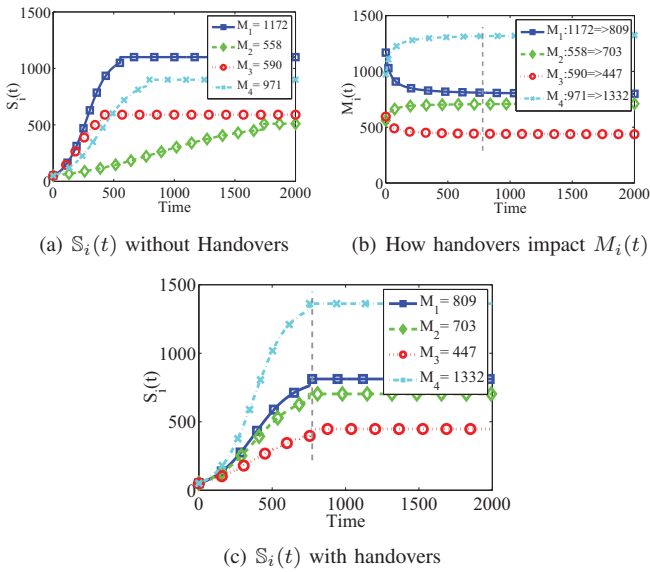 1500
1000
500
0
0 500 1000 1500 2000
S_i(t)
Time
M_1 = 1172
M_2 = 558
M_3 = 590
M_4 = 971
(a) 𝕊_i(t) without Handovers
1500
1000
500
0
0 500 1000 1500 2000
M_i(t)
Time
M_1:1172=>809
M_2:558=>703
M_3:590=>447
M_4:971=>1332
(b) How handovers impact M_i(t)
1500
1000
500
0
0 500 1000 1500 2000
S_i(t)
Time
M_1= 809
M_2= 703
M_3= 447
M_4= 1332
(c) 𝕊_i(t) with handovers